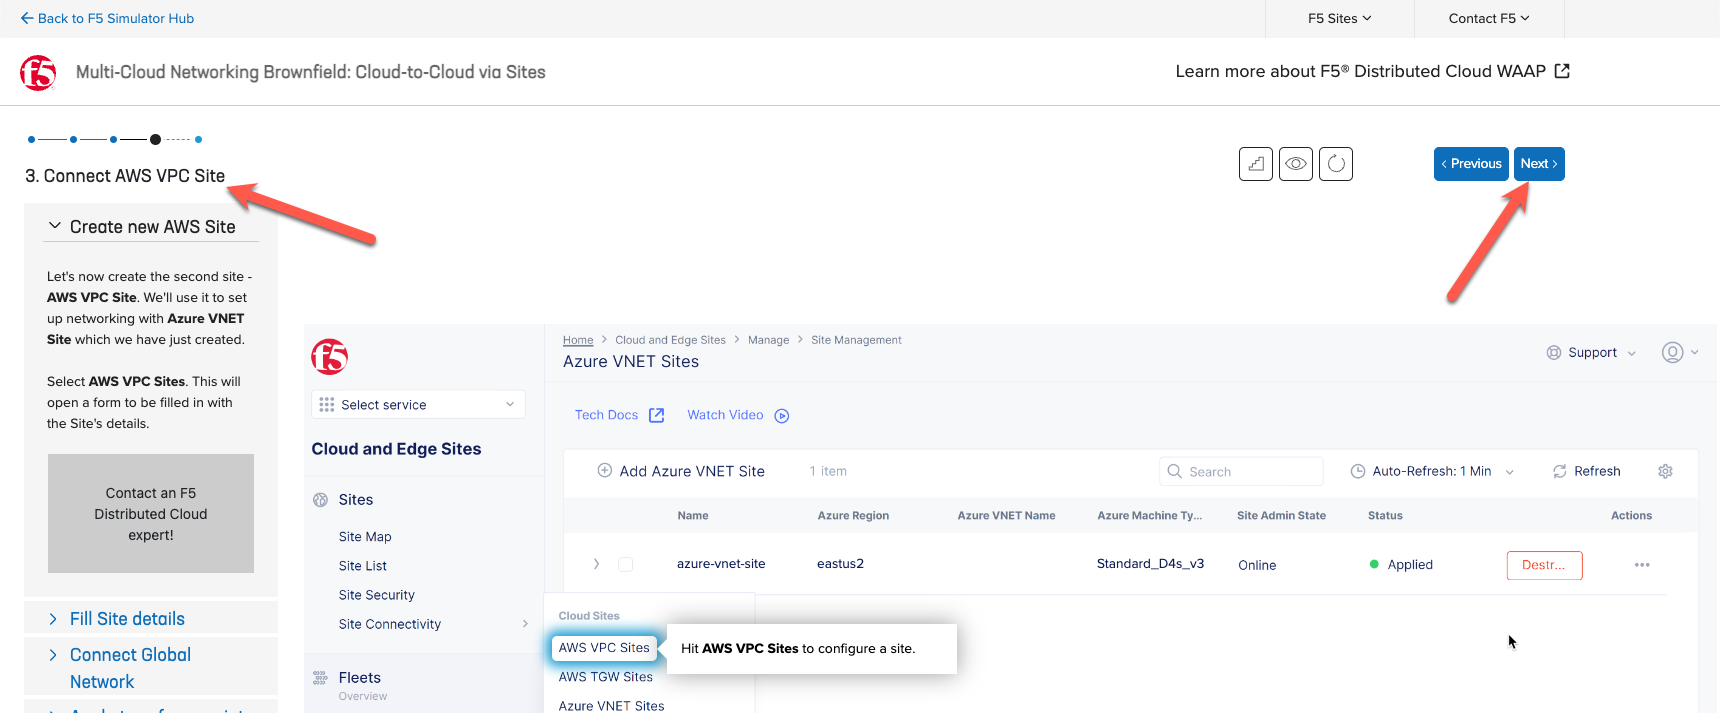 Back to F5 Simulator Hub
F5 Sites
Contact F5
f5
Multi-Cloud Networking Brownfield: Cloud-to-Cloud via Sites
Learn more about F5® Distributed Cloud WAAP
3. Connect AWS VPC Site
Previous
Next
Create new AWS Site
Let's now create the second site -
AWS VPC Site. We'll use it to set
up networking with Azure VNET
Site which we have just created.
Select AWS VPC Sites. This will
open a form to be filled in with
the Site's details.
Contact an F5
Distributed Cloud
expert!
Fill Site details
Connect Global
Network
f5
Select service
Cloud and Edge Sites
Sites
Site Map
Site List
Site Security
Site Connectivity
Fleets
Overview
Home > Cloud and Edge Sites > Manage > Site Management
Azure VNET Sites
Support
Tech Docs
Watch Video
Add Azure VNET Site
1 item
Search
Auto-Refresh: 1 Min
Refresh
Name Azure Region Azure VNET Name Azure Machine Ty... Site Admin State Status Actions
azure-vnet-site eastus2 Standard_D4s_v3 Online Applied Destr... •••
Cloud Sites
AWS VPC Sites
Hit AWS VPC Sites to configure a site.
AWS TGW Sites
Azure VNET Sites